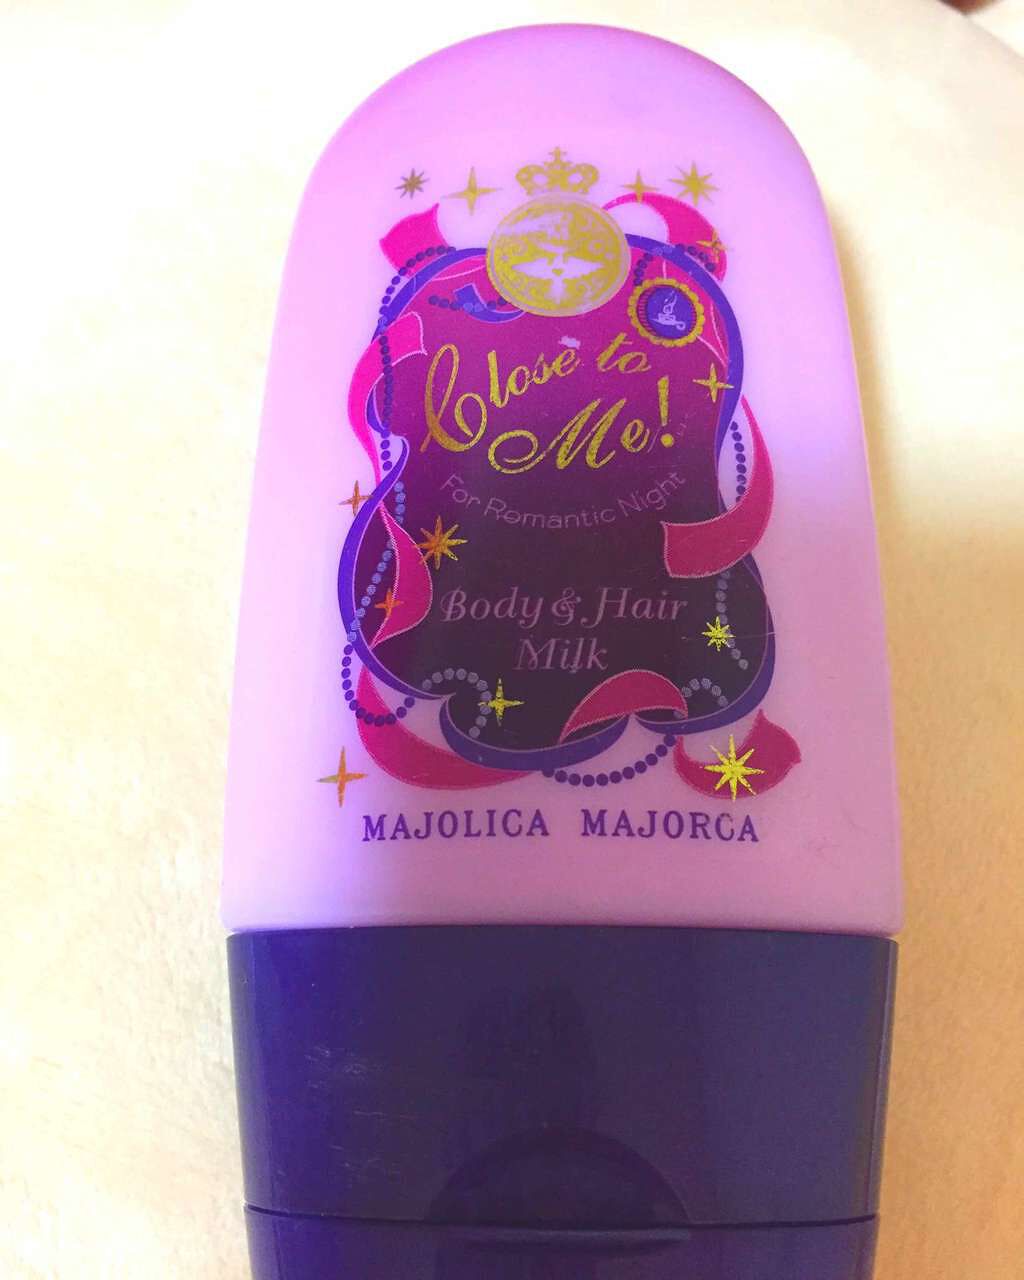 Close to
Me!
For Romantic Night
Body & Hair
Milk
MAJOLICA MAJORCA